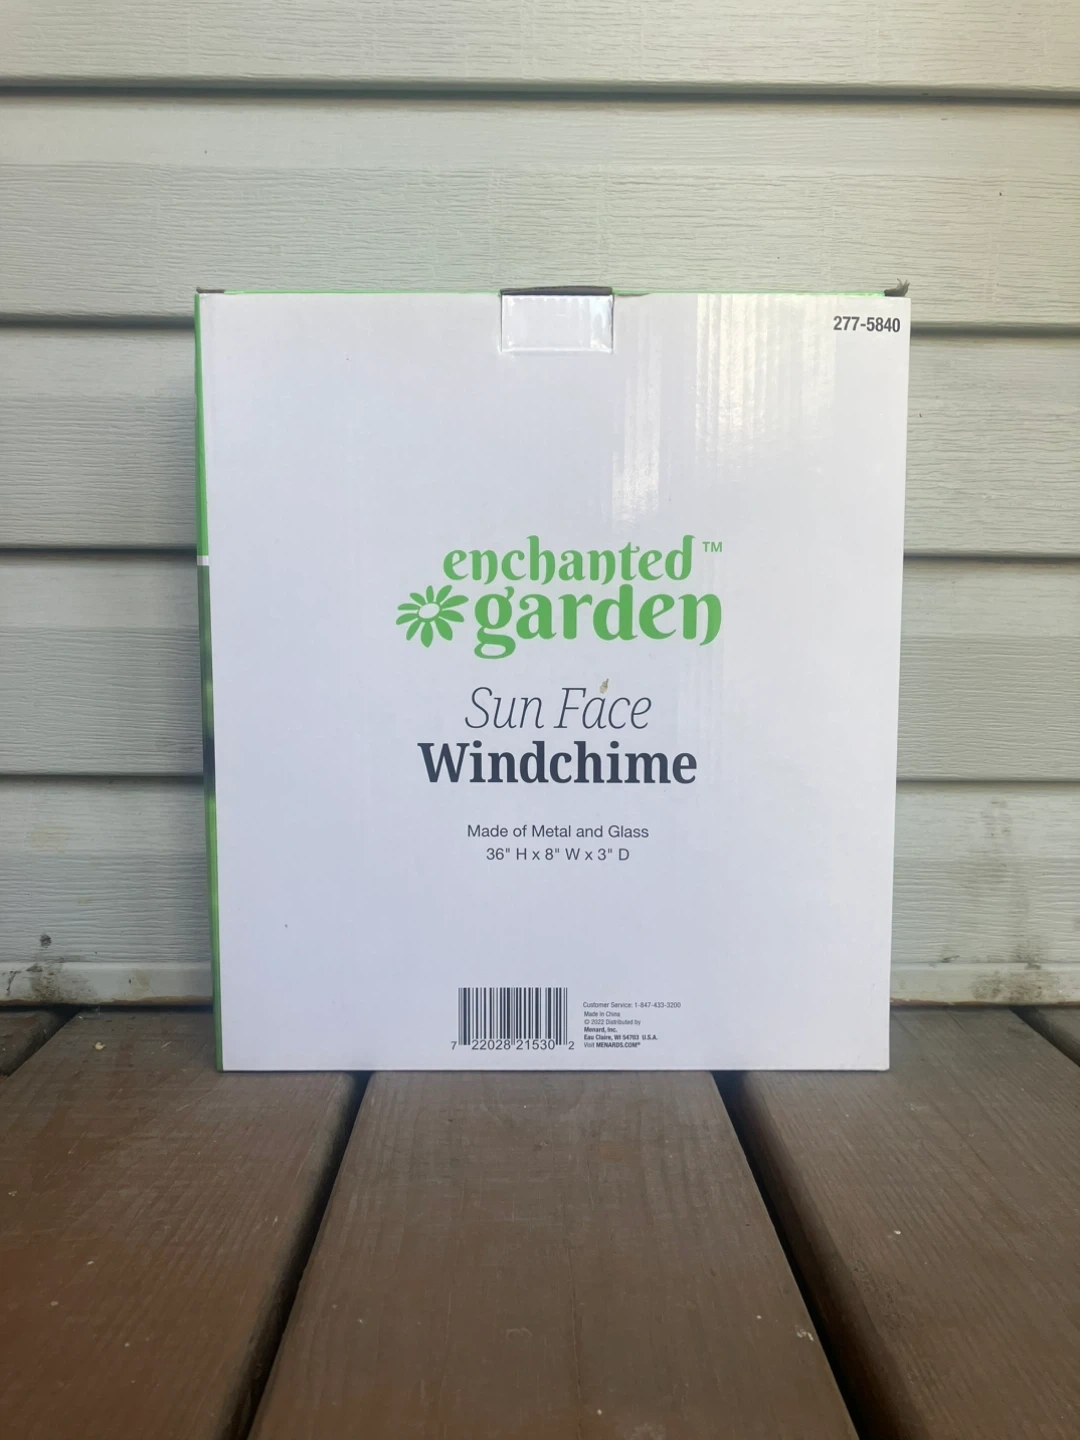 277-5840
enchanted ™
garden
Sun Face
Windchime
Made of Metal and Glass
36" H x 8" W x 3" D
7 22028 21530 2
Customer Service: 1-847-433-3200
Made in China
© 2022 Distributed by
Menard, Inc.
Eau Claire, WI 54703 U.S.A.
Visit MENARDS.COM®